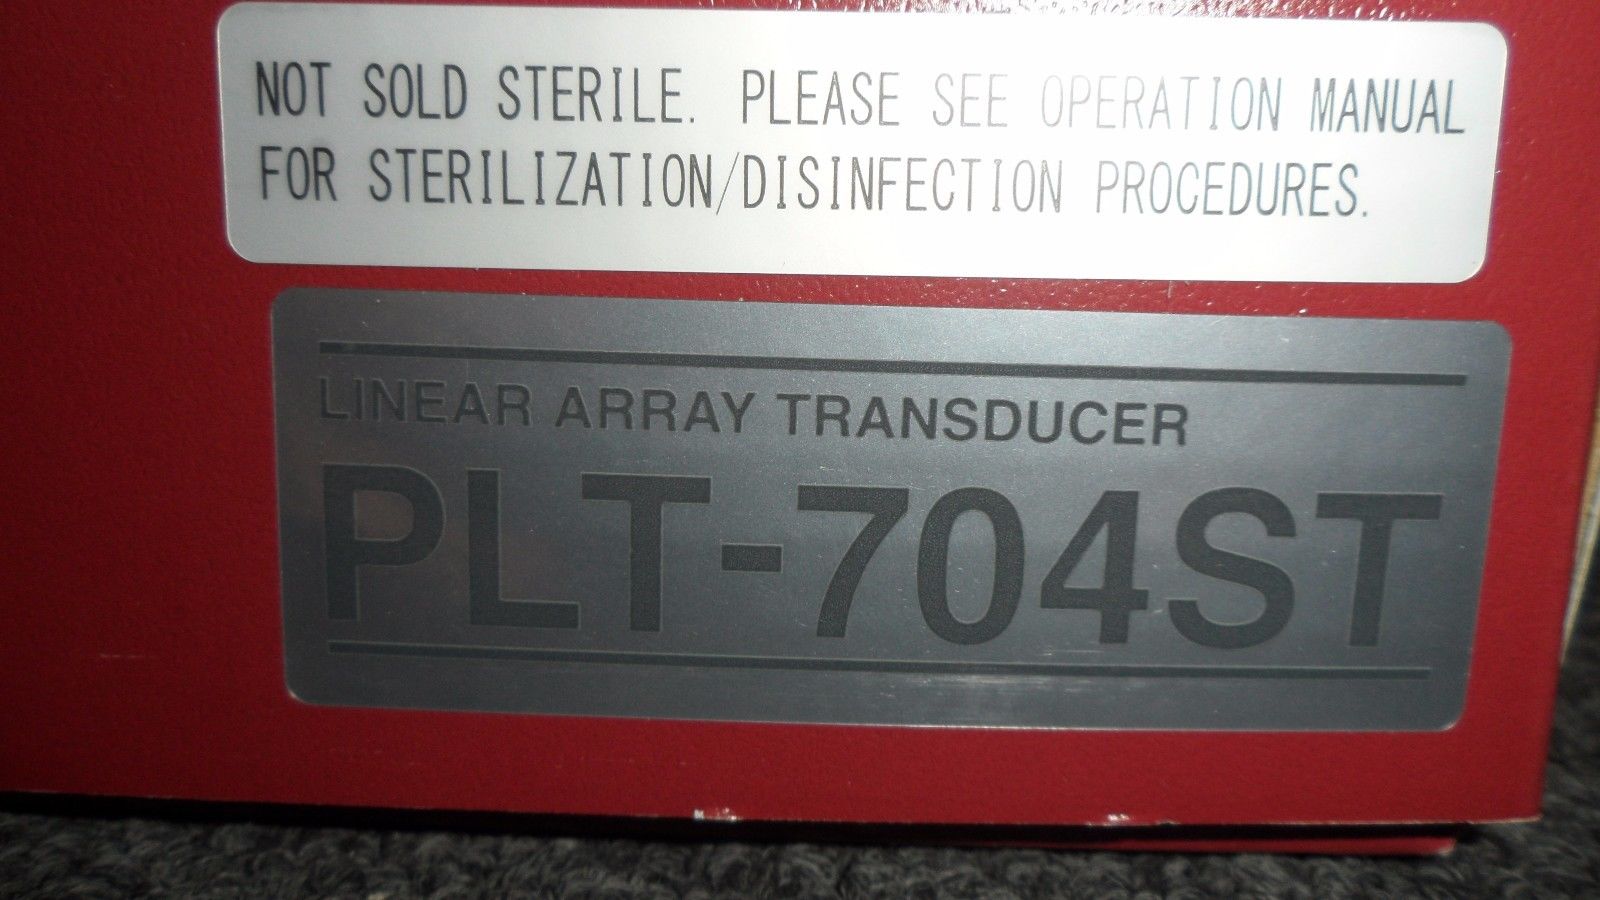 NOT SOLD STERILE. PLEASE SEE OPERATION MANUAL
FOR STERILIZATION/DISINFECTION PROCEDURES.
LINEAR ARRAY TRANSDUCER
PLT-704ST